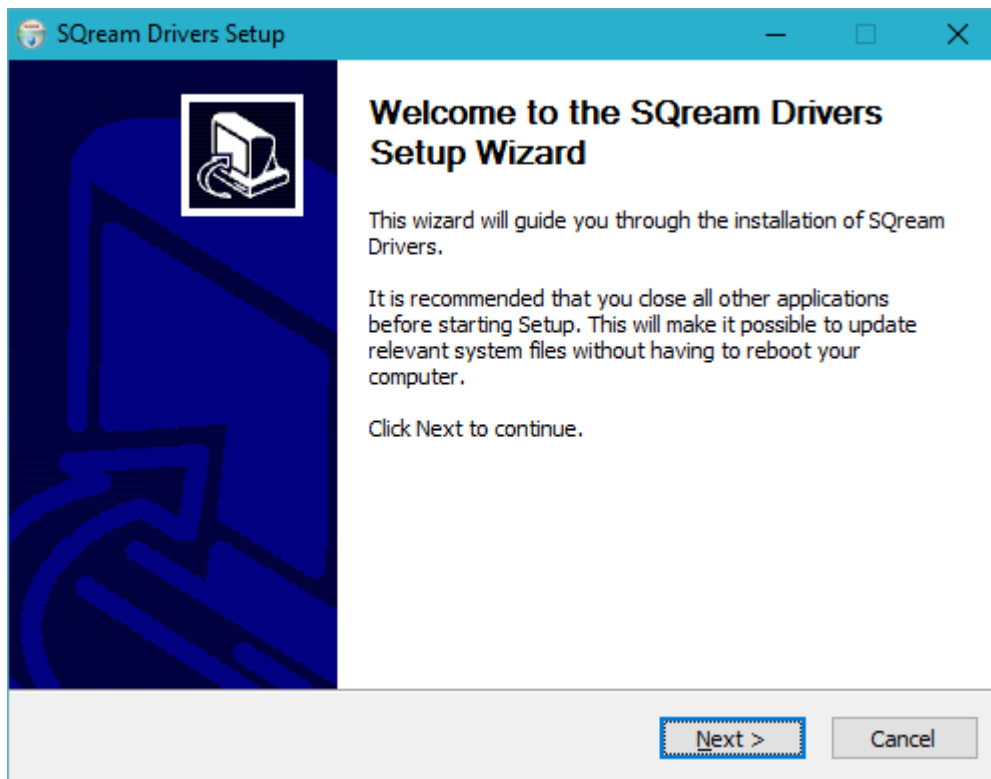 SQream Drivers Setup
Welcome to the SQream Drivers
Setup Wizard
This wizard will guide you through the installation of SQream
Drivers.
It is recommended that you close all other applications
before starting Setup. This will make it possible to update
relevant system files without having to reboot your
computer.
Click Next to continue.
Next >
Cancel